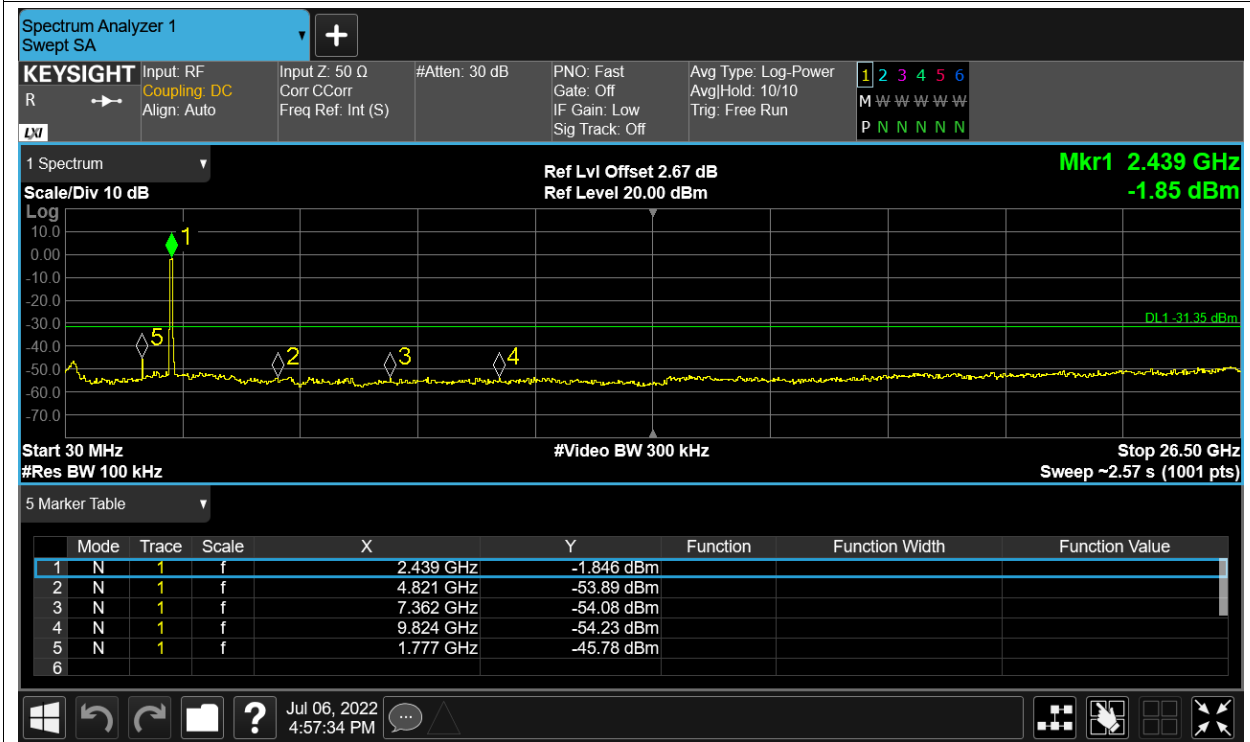 Spectrum Analyzer 1
Swept SA
+
KEYSIGHT
R
LXI
Input: RF
Coupling: DC
Align: Auto
Input Z: 50 Ω
Corr CCorr
Freq Ref: Int (S)
#Atten: 30 dB
PNO: Fast
Gate: Off
IF Gain: Low
Sig Track: Off
Avg Type: Log-Power
Avg|Hold: 10/10
Trig: Free Run
1 2 3 4 5 6
M W W W W W
P N N N N N
1 Spectrum
Scale/Div 10 dB
Ref Lvl Offset 2.67 dB
Ref Level 20.00 dBm
Mkr1 2.439 GHz
-1.85 dBm
Log
10.0
0.00
-10.0
-20.0
-30.0
-40.0
-50.0
-60.0
-70.0
1
5
2
3
4
DL1 -31.35 dBm
Start 30 MHz
#Res BW 100 kHz
#Video BW 300 kHz
Stop 26.50 GHz
Sweep ~2.57 s (1001 pts)
5 Marker Table
Mode Trace Scale X Y Function Function Width Function Value
1 N 1 f 2.439 GHz -1.846 dBm
2 N 1 f 4.821 GHz -53.89 dBm
3 N 1 f 7.362 GHz -54.08 dBm
4 N 1 f 9.824 GHz -54.23 dBm
5 N 1 f 1.777 GHz -45.78 dBm
6
?
Jul 06, 2022
4:57:34 PM